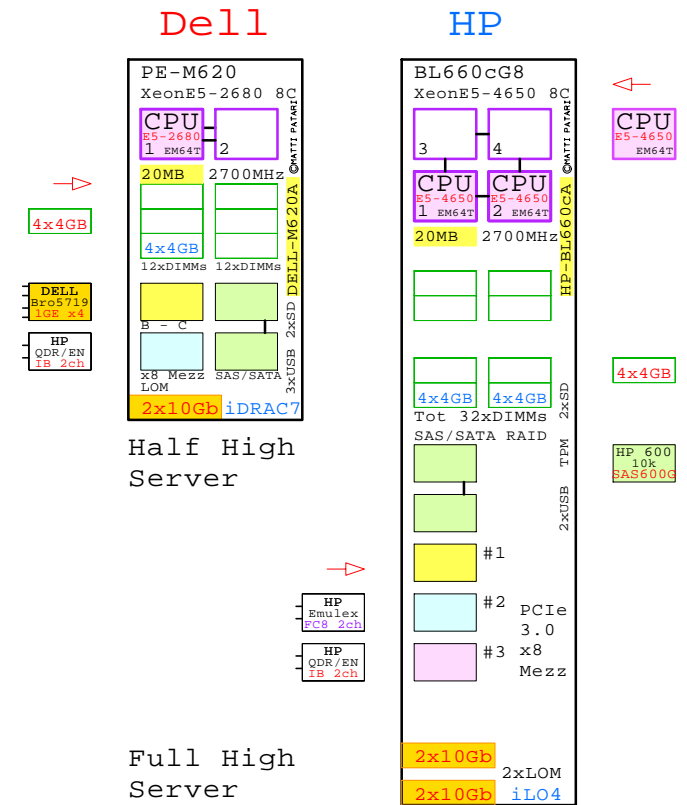 Dell
PE-M620
XeonE5-2680 8C
CPU
E5-2680
1 EM64T
2
©MATTI PATARI
20MB 2700MHz
4x4GB
4x4GB
12xDIMMs 12xDIMMs
DELL-M620A
DELL
Bro5719
1GE x4
HP
QDR/EN
IB 2ch
B - C
2xSD
x8 Mezz SAS/SATA
LOM
3xUSB
2x10Gb iDRAC7
Half High
Server
HP
BL660cG8
XeonE5-4650 8C
©MATTI PATARI
3
4
CPU
E5-4650
1 EM64T
CPU
E5-4650
2 EM64T
20MB 2700MHz
HP-BL660cA
CPU
E5-4650
EM64T
4x4GB 4x4GB
Tot 32xDIMMs
2xSD
4x4GB
SAS/SATA RAID
TPM
2xUSB
HP 600
10k
SAS600G
#1
#2
#3
PCIe
3.0
x8
Mezz
HP
Emulex
FC8 2ch
HP
QDR/EN
IB 2ch
2x10Gb
2xLOM
2x10Gb iLO4
Full High
Server